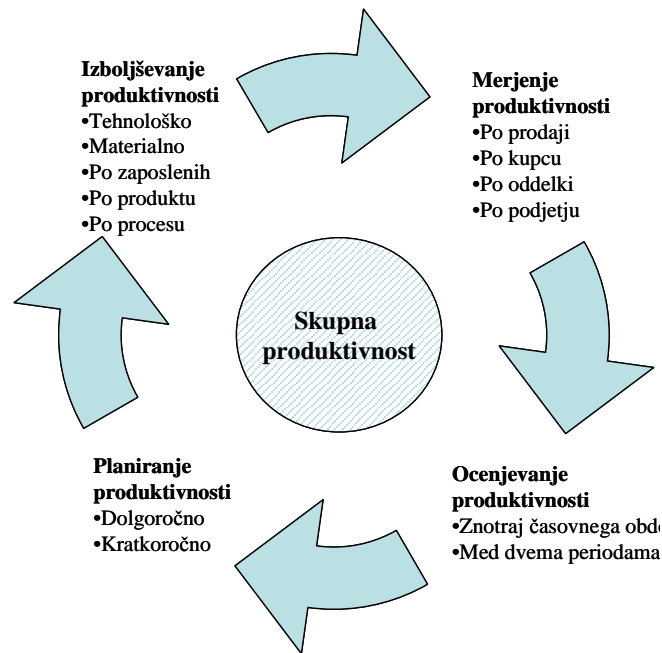 Izboljševanje
produktivnosti
•Tehnološko
•Materialno
•Po zaposlenih
•Po produktu
•Po procesu
Merjenje
produktivnosti
•Po prodaji
•Po kupcu
•Po oddelki
•Po podjetju
Skupna
produktivnost
Planiranje
produktivnosti
•Dolgoročno
•Kratkoročno
Ocenjevanje
produktivnosti
•Znotraj časovnega
•Med dvema periodama